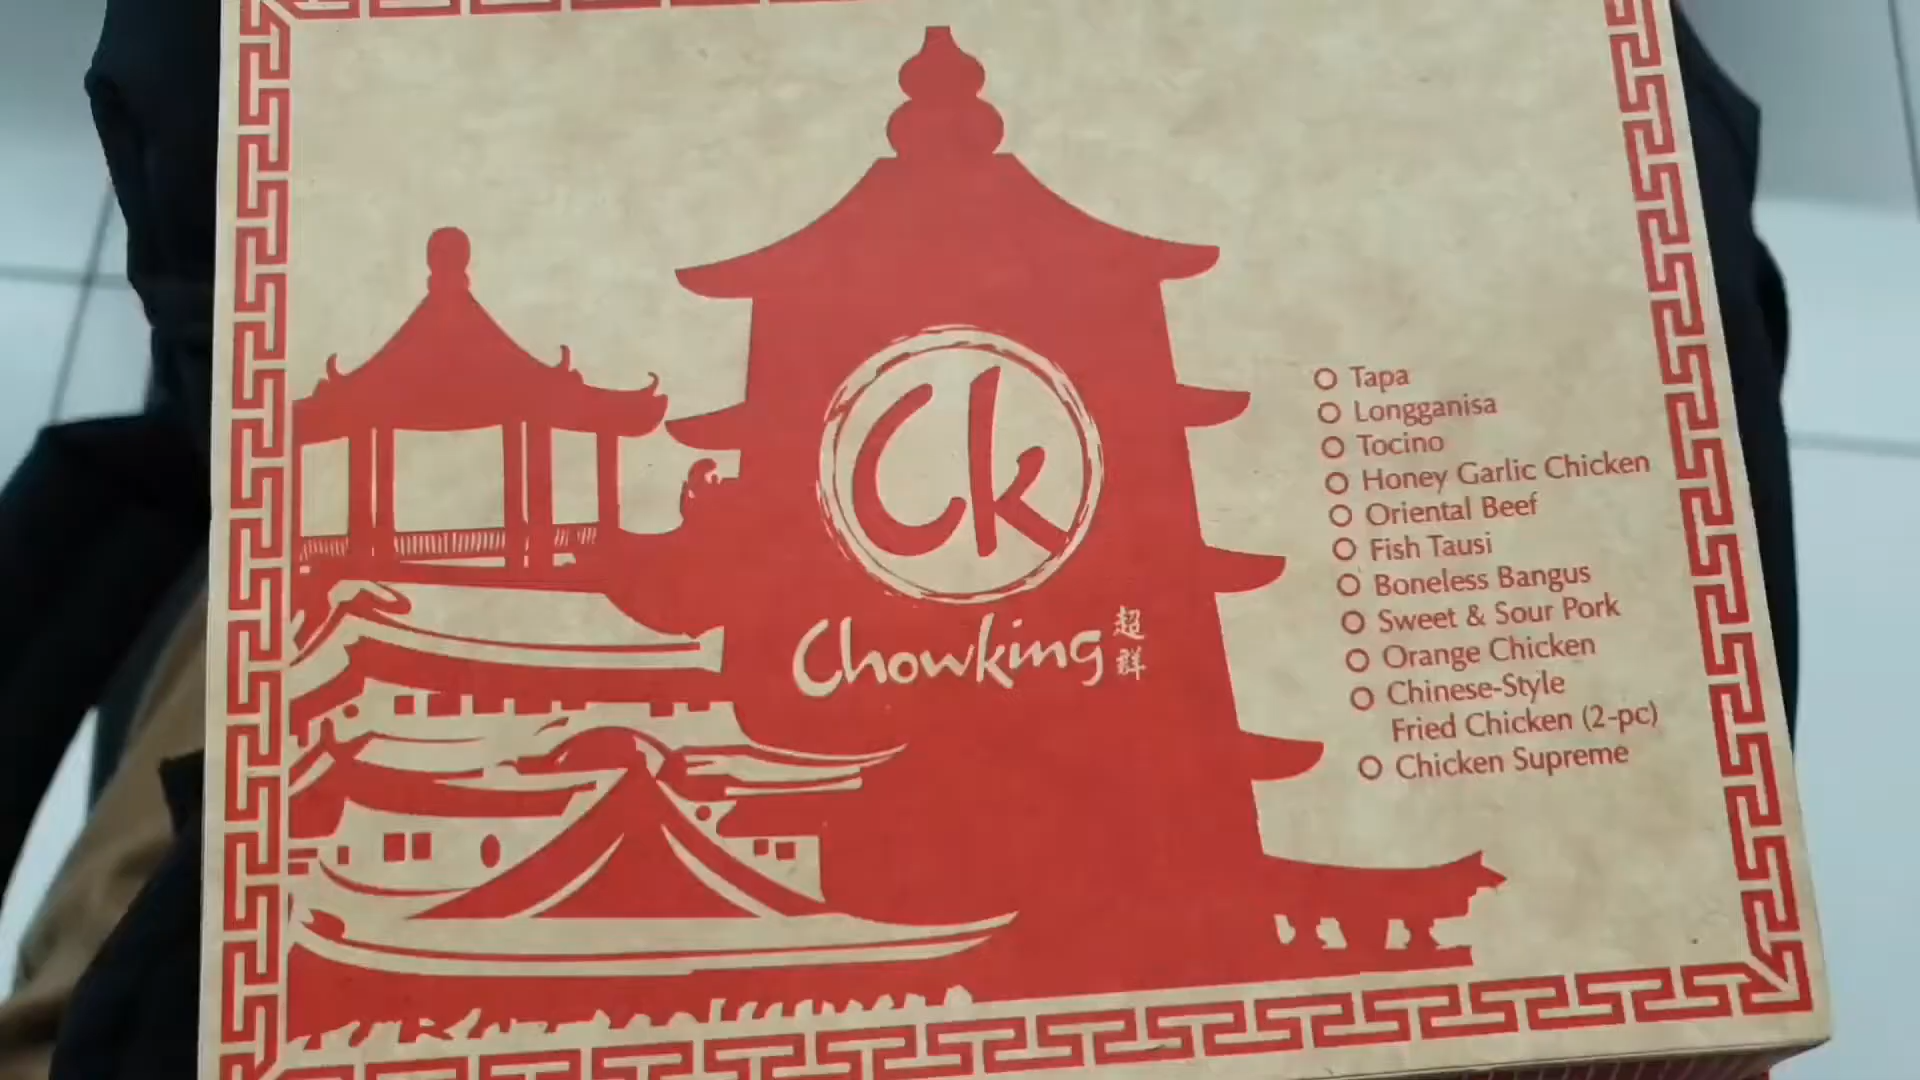 Ck
Chowking 超群
Tapa
Longganisa
Tocino
Honey Garlic Chicken
Oriental Beef
Fish Tausi
Boneless Bangus
Sweet & Sour Pork
Orange Chicken
Chinese-Style
Fried Chicken (2-pc)
Chicken Supreme